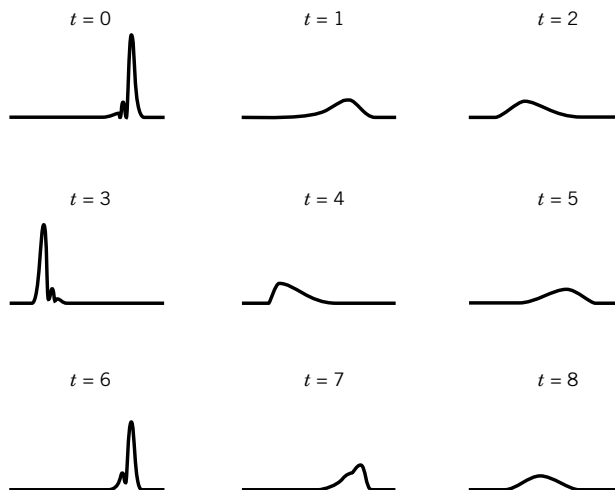 t = 0
t = 1
t = 2
t = 3
t = 4
t = 5
t = 6
t = 7
t = 8